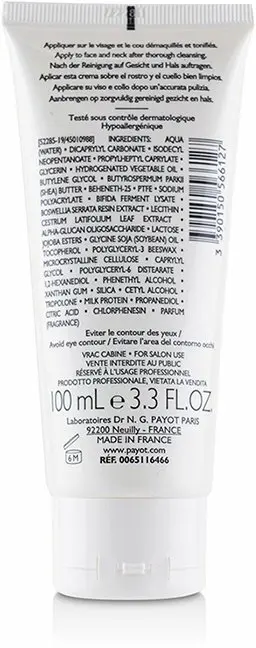 Appliquer sur le visage et le cou démaquillés et tonifiés.
Apply to face and neck after thorough cleansing.
Nach der Reinigung auf Gesicht und Hals auftragen.
Aplicar esta crema sobre el rostro y el cuello bien limpios.
Applicare su viso e collo dopo un'accurata pulizia.
Aanbrengen op zorgvuldig gereinigd gezicht en hals.
Testé sous contrôle dermatologique
Hypoallergénique
[S228S-19/45010988] INGREDIENTS: AQUA
(WATER) • DICAPRYLYL CARBONATE • ISODECYL
NEOPENTANOATE • PROPYLHEPTYL CAPRYLATE
GLYCERIN • HYDROGENATED VEGETABLE OIL •
BUTYLENE GLYCOL • BUTYROSPERMUM PARKII
(SHEA) BUTTER • BEHENETH-25 • PTFE • SODIUM
POLYACRYLATE • BIFIDA FERMENT LYSATE •
BOSWELLIA SERRATA RESIN EXTRACT • LECITHIN •
CESTRUM LATIFOLIUM LEAF EXTRACT •
ALPHA-GLUCAN OLIGOSACCHARIDE • LACTOSE •
JOJOBA ESTERS • GLYCINE SOJA (SOYBEAN) OIL •
TOCOPHEROL • POLYGLYCERYL-3 BEESWAX •
MICROCRYSTALLINE CELLULOSE • CAPRYLYL
GLYCOL • POLYGLYCERYL-6 DISTEARATE •
1,2-HEXANEDIOL • PHENETHYL ALCOHOL •
XANTHAN GUM • SILICA • CETYL ALCOHOL •
TROPOLONE • MILK PROTEIN • PROPANEDIOL •
CITRIC ACID • CHLORPHENESIN • PARFUM
(FRAGRANCE)
3 390150 566127
Eviter le contour des yeux /
Avoid eye contour / Evitare l'area del contorno occhi
VRAC CABINE • FOR SALON USE
VENTE INTERDITE AU PUBLIC
RÉSERVÉ À L'USAGE PROFESSIONNEL
PRODOTTO PROFESSIONALE, VIETATA LA VENDITA
100 mL e 3.3 FL.OZ.
Laboratoires Dr N. G. PAYOT PARIS
92200 Neuilly - FRANCE
MADE IN FRANCE
www.payot.com
RÉF. 0065116466
6 M